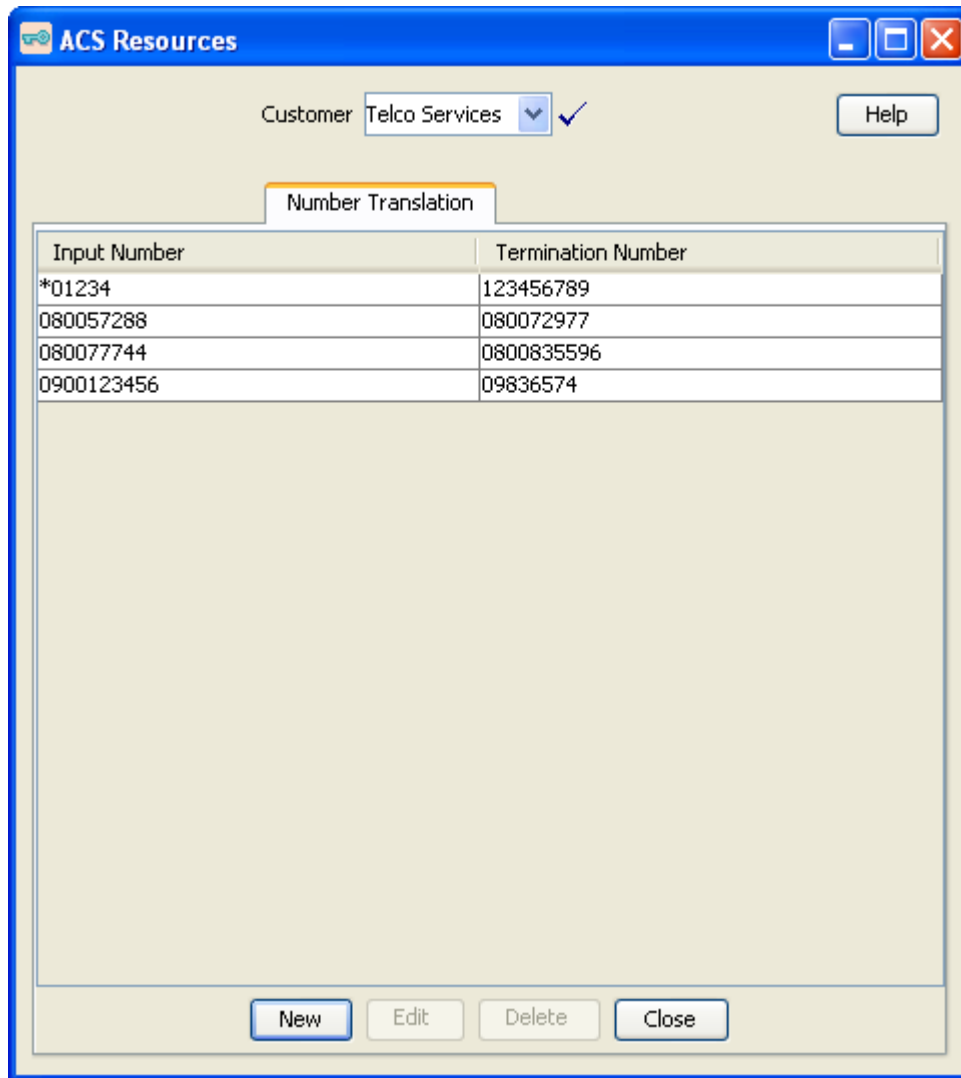 ACS Resources
Customer Telco Services Help
Number Translation
Input Number Termination Number
*01234 123456789
080057288 080072977
080077744 0800835596
0900123456 09836574
New Edit Delete Close